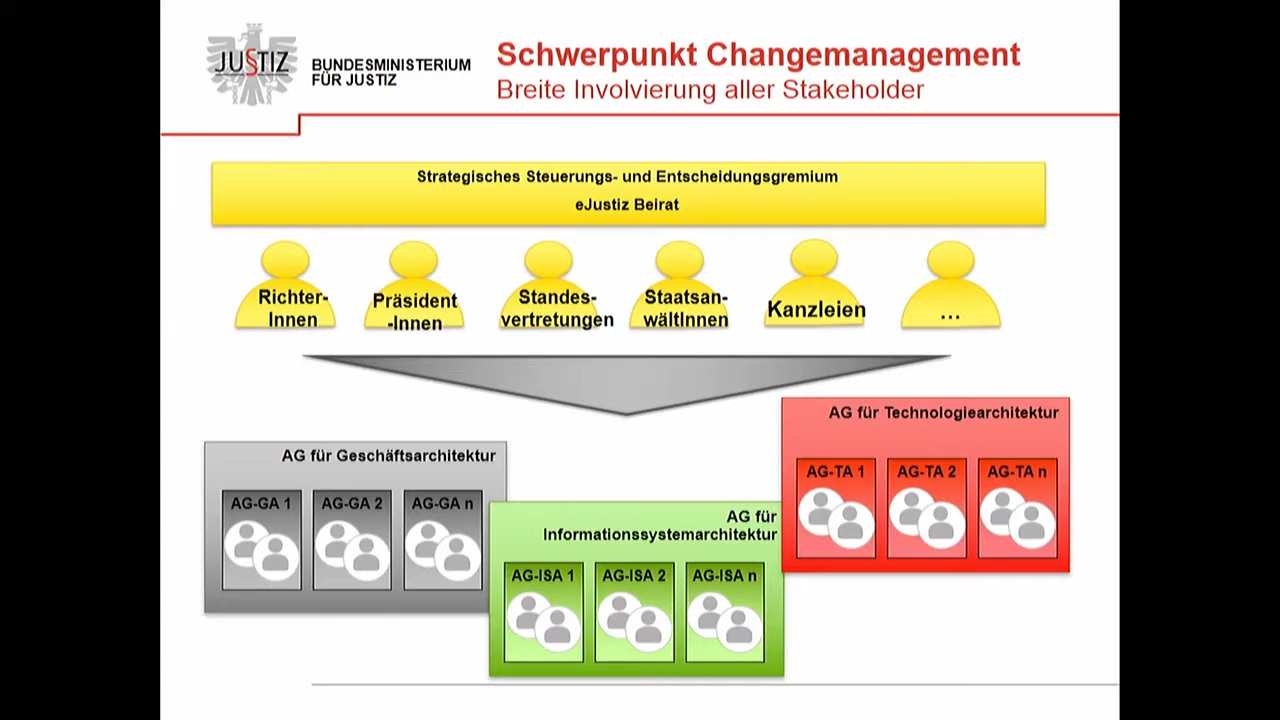 JUSTIZ
BUNDESMINISTERIUM
FÜR JUSTIZ
Schwerpunkt Changemanagement
Breite Involvierung aller Stakeholder
Strategisches Steuerungs- und Entscheidungsgremium
eJustiz Beirat
Richter-
Innen
Präsident
-Innen
Standes-
vertretungen
Staatsan-
wältInnen
Kanzleien
...
AG für Geschäftsarchitektur
AG-GA 1
AG-GA 2
AG-GA n
AG für
Informationssystemarchitektur
AG-ISA 1
AG-ISA 2
AG-ISA n
AG für Technologiearchitektur
AG-TA 1
AG-TA 2
AG-TA n